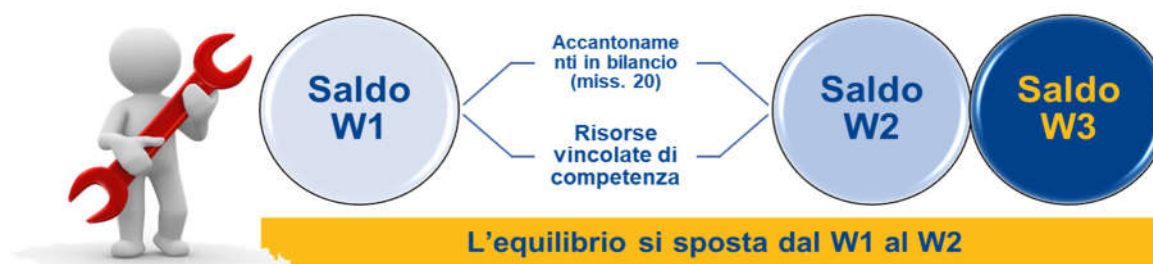 Saldo
W1
Accantoname
nti in bilancio
(miss. 20)
Risorse
vincolate di
competenza
Saldo
W2
Saldo
W3
L'equilibrio si sposta dal W1 al W2